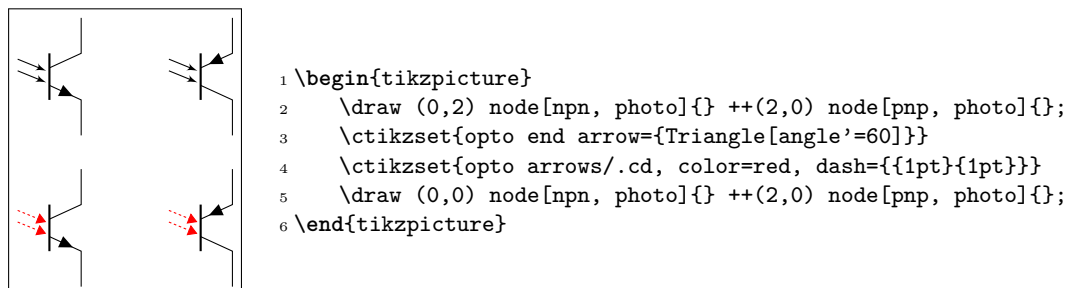 1 \begin{tikzpicture}
2     \draw (0,2) node[npn, photo]{} ++(2,0) node[pnp, photo]{};
3     \ctikzset{opto end arrow={Triangle[angle'=60]}}
4     \ctikzset{opto arrows/.cd, color=red, dash={{1pt}{1pt}}}
5     \draw (0,0) node[npn, photo]{} ++(2,0) node[pnp, photo]{};
6 \end{tikzpicture}